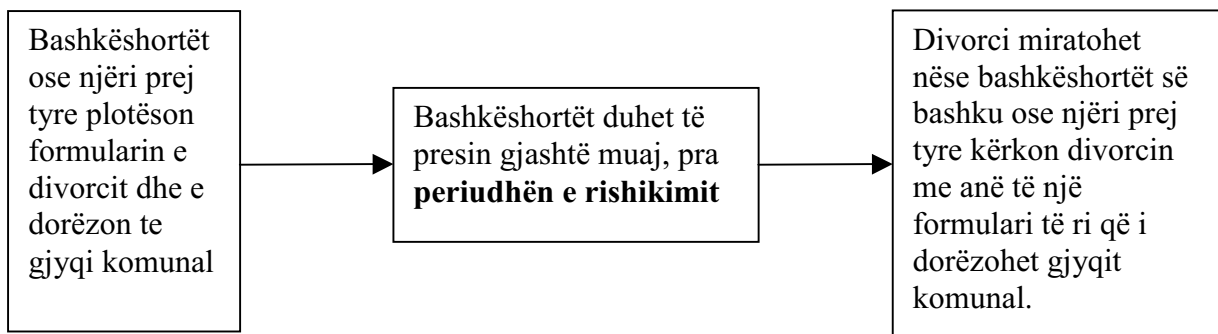 Bashkëshortët
ose njëri prej
tyre plotëson
formularin e
divorcit dhe e
dorëzon te
gjyqi komunal
Bashkëshortët duhet të
presin gjashtë muaj, pra
periudhën e rishikimit
Divorci miratohet
nëse bashkëshortët së
bashku ose njëri prej
tyre kërkon divorcin
me anë të një
formulari të ri që i
dorëzohet gjyqit
komunal.